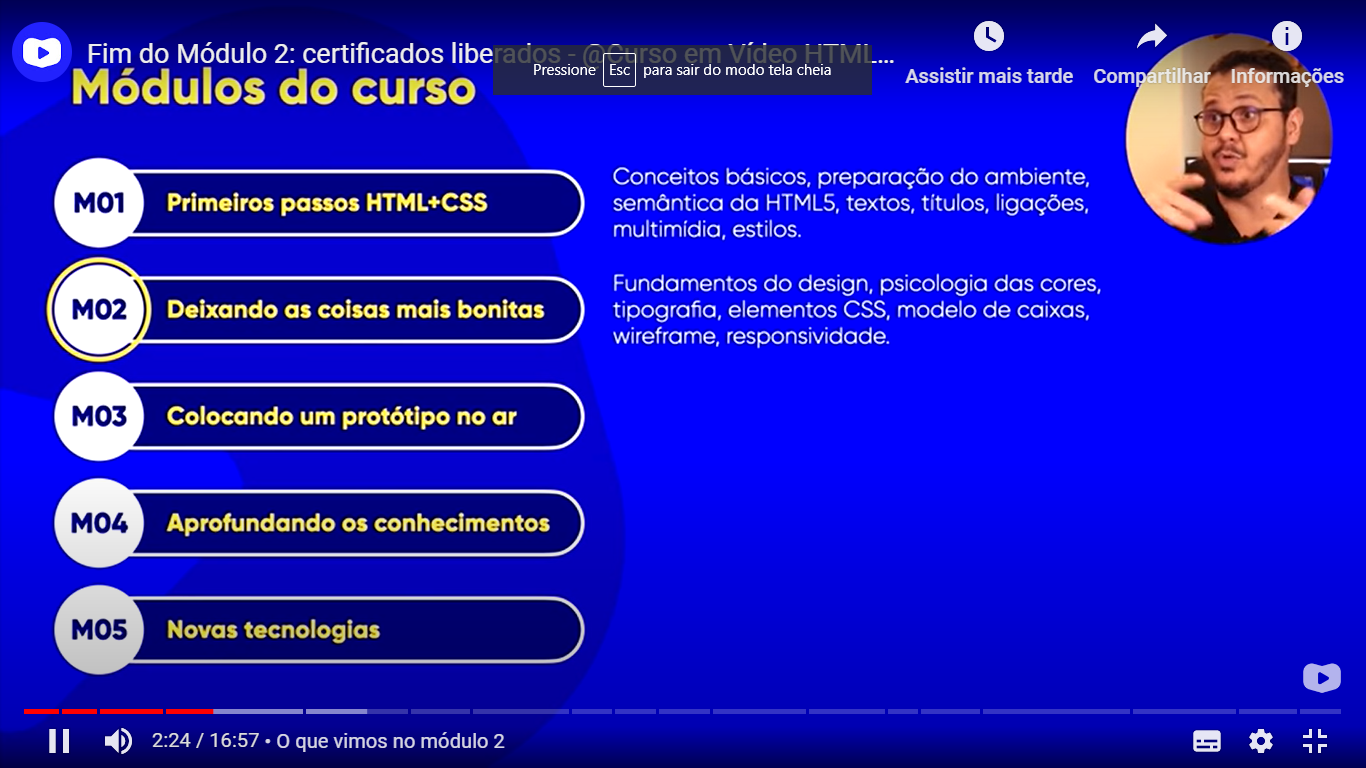 Fim do Módulo 2: certificados liberados - @Curso em Vídeo HTML...
Pressione Esc para sair do modo tela cheia
Assistir mais tarde
Compartilhar
Informações
Módulos do curso
M01
Primeiros passos HTML+CSS
Conceitos básicos, preparação do ambiente,
semântica da HTML5, textos, títulos, ligações,
multimídia, estilos.
M02
Deixando as coisas mais bonitas
Fundamentos do design, psicologia das cores,
tipografia, elementos CSS, modelo de caixas,
wireframe, responsividade.
M03
Colocando um protótipo no ar
M04
Aprofundando os conhecimentos
M05
Novas tecnologias
2:24 / 16:57 • O que vimos no módulo 2